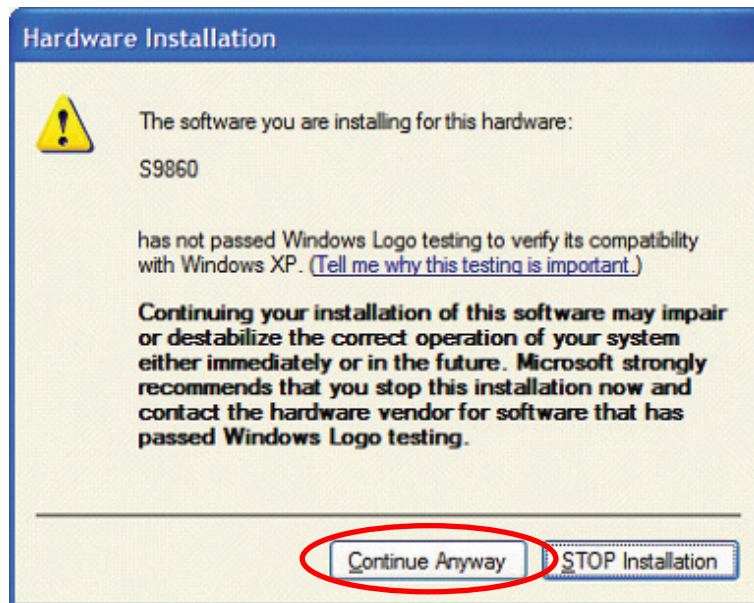 Hardware Installation
The software you are installing for this hardware:
S9860
has not passed Windows Logo testing to verify its compatibility
with Windows XP. (Tell me why this testing is important.)
Continuing your installation of this software may impair
or destabilize the correct operation of your system
either immediately or in the future. Microsoft strongly
recommends that you stop this installation now and
contact the hardware vendor for software that has
passed Windows Logo testing.
Continue Anyway
STOP Installation